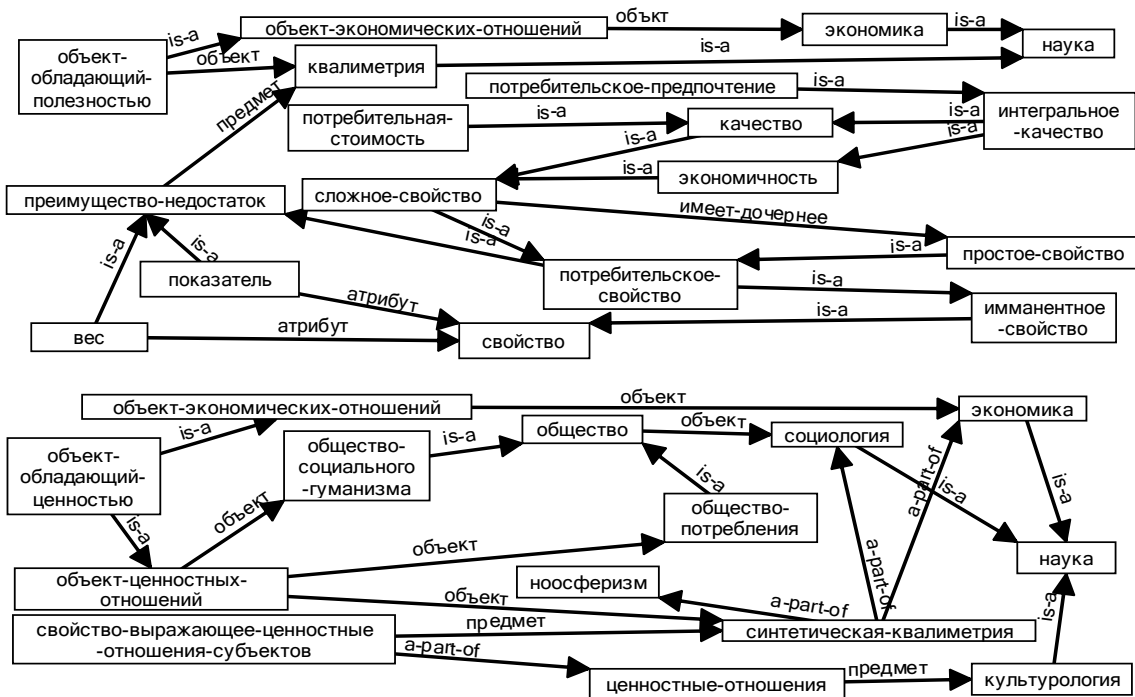 объект-экономических-отношений
объкт
экономика
is-a
наука
объект-
обладающий-
полезностью
is-a
объект
квалиметрия
is-a
предмет
потребительское-предпочтение
is-a
интегральное
-качество
потребительная-
стоимость
is-a
качество
is-a
is-a
is-a
экономичность
is-a
преимущество-недостаток
сложное-свойство
имеет-дочернее
is-a
is-a
простое-свойство
is-a
is-a
is-a
показатель
потребительское-
свойство
is-a
имманентное
-свойство
атрибут
вес
атрибут
свойство
is-a
объект-экономических-отношений
объект
экономика
is-a
объект-
обладающий-
ценностью
общество-
социального
-гуманизма
is-a
общество
объект
социология
is-a
is-a
a-part-of
is-a
объект
is-a
общество-
потребления
наука
объект-ценностных-
отношений
объект
ноосферизм
a-part-of
a-part-of
объект
is-a
свойство-выражающее-ценностные
-отношения-субъектов
предмет
синтетическая-квалиметрия
a-part-of
ценностные-отношения
предмет
культурология